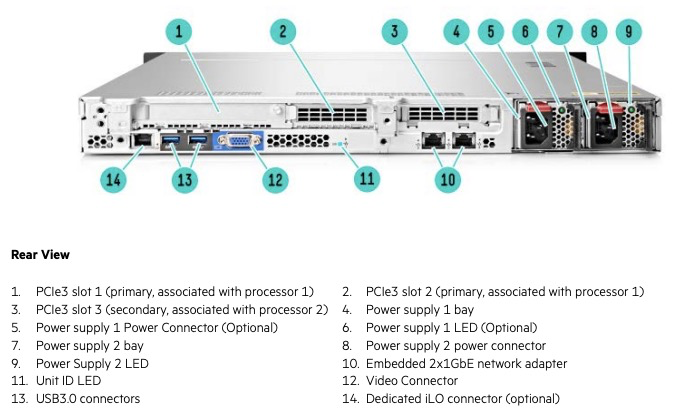 1 2 3 4 5 6 7 8 9
14 13 12 11 10
Rear View
1. PCIe3 slot 1 (primary, associated with processor 1) 2. PCIe3 slot 2 (primary, associated with processor 1)
3. PCIe3 slot 3 (secondary, associated with processor 2) 4. Power supply 1 bay
5. Power supply 1 Power Connector (Optional) 6. Power supply 1 LED (Optional)
7. Power supply 2 bay 8. Power supply 2 power connector
9. Power Supply 2 LED 10. Embedded 2x1GbE network adapter
11. Unit ID LED 12. Video Connector
13. USB3.0 connectors 14. Dedicated iLO connector (optional)